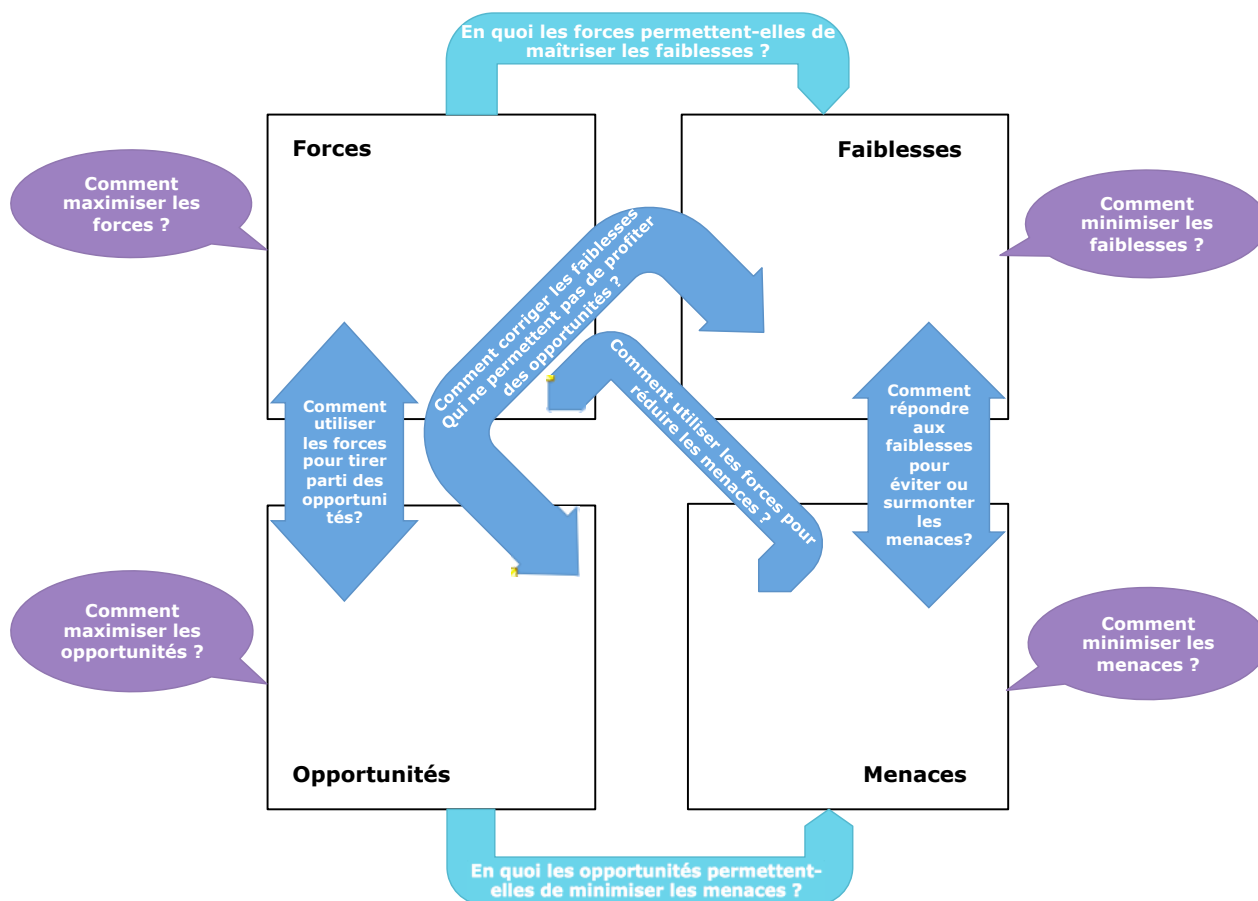 En quoi les forces permettent-elles de
maîtriser les faiblesses ?
Forces
Faiblesses
Comment
maximiser les
forces ?
Comment
minimiser les
faiblesses ?
Comment corriger les faiblesses
Qui ne permettent pas de profiter
des opportunités ?
Comment utiliser les forces pour
réduire les menaces ?
Comment
utiliser
les forces
pour tirer
parti des
opportuni
tés?
Comment
répondre
aux
faiblesses
pour
éviter ou
surmonter
les
menaces?
Comment
maximiser les
opportunités ?
Comment
minimiser les
menaces ?
Opportunités
Menaces
En quoi les opportunités permettent-
elles de minimiser les menaces ?